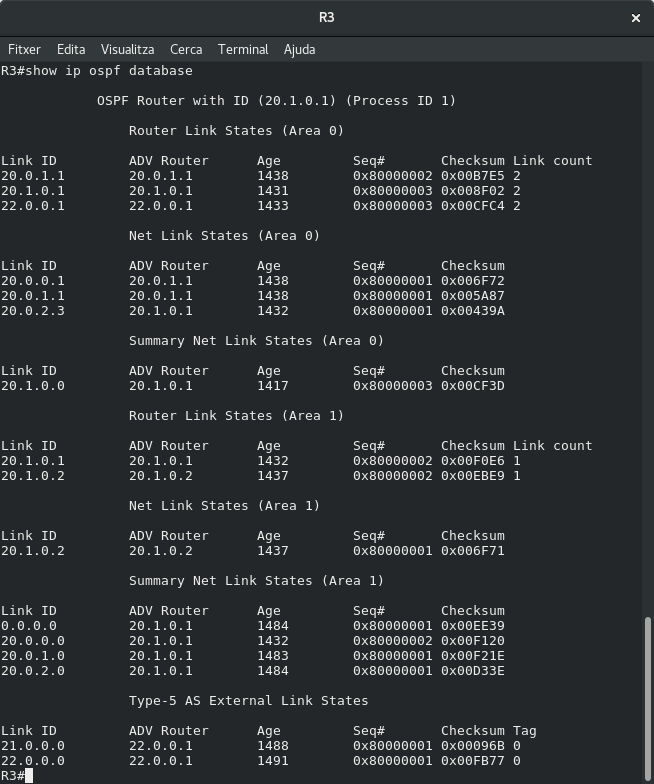 R3
Fitxer Edita Visualitza Cerca Terminal Ajuda
R3#show ip ospf database
OSPF Router with ID (20.1.0.1) (Process ID 1)
Router Link States (Area 0)
Link ID ADV Router Age Seq# Checksum Link count
20.0.1.1 20.0.1.1 1438 0x80000002 0x00B7E5 2
20.1.0.1 20.1.0.1 1431 0x80000003 0x008F02 2
22.0.0.1 22.0.0.1 1433 0x80000003 0x00CFC4 2
Net Link States (Area 0)
Link ID ADV Router Age Seq# Checksum
20.0.0.1 20.0.1.1 1438 0x80000001 0x006F72
20.0.1.1 20.0.1.1 1438 0x80000001 0x005A87
20.0.2.3 20.1.0.1 1432 0x80000001 0x00439A
Summary Net Link States (Area 0)
Link ID ADV Router Age Seq# Checksum
20.1.0.0 20.1.0.1 1417 0x80000003 0x00CF3D
Router Link States (Area 1)
Link ID ADV Router Age Seq# Checksum Link count
20.1.0.1 20.1.0.1 1432 0x80000002 0x00F0E6 1
20.1.0.2 20.1.0.2 1437 0x80000002 0x00EBE9 1
Net Link States (Area 1)
Link ID ADV Router Age Seq# Checksum
20.1.0.2 20.1.0.2 1437 0x80000001 0x006F71
Summary Net Link States (Area 1)
Link ID ADV Router Age Seq# Checksum
0.0.0.0 20.1.0.1 1484 0x80000001 0x00EE39
20.0.0.0 20.1.0.1 1432 0x80000002 0x00F120
20.0.1.0 20.1.0.1 1483 0x80000001 0x00F21E
20.0.2.0 20.1.0.1 1484 0x80000001 0x00D33E
Type-5 AS External Link States
Link ID ADV Router Age Seq# Checksum Tag
21.0.0.0 22.0.0.1 1488 0x80000001 0x00096B 0
22.0.0.0 22.0.0.1 1491 0x80000001 0x00FB77 0
R3#